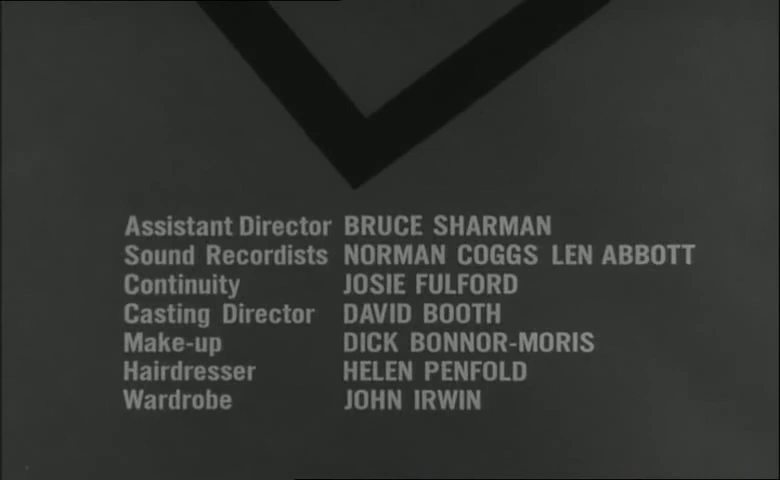 Assistant Director BRUCE SHARMAN
Sound Recordists NORMAN COGGS LEN ABBOTT
Continuity JOSIE FULFORD
Casting Director DAVID BOOTH
Make-up DICK BONNOR-MORIS
Hairdresser HELEN PENFOLD
Wardrobe JOHN IRWIN